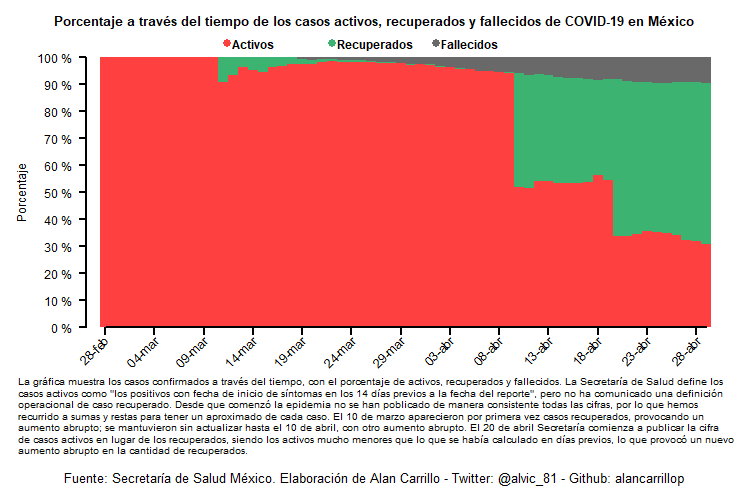 Porcentaje a través del tiempo de los casos activos, recuperados y fallecidos de COVID-19 en México
Activos Recuperados Fallecidos
100 %
90 %
80 %
70 %
60 %
50 %
40 %
30 %
20 %
10 %
0 %
Porcentaje
28-feb 04-mar 09-mar 14-mar 19-mar 24-mar 29-mar 03-abr 08-abr 13-abr 18-abr 23-abr 28-abr
La gráfica muestra los casos confirmados a través del tiempo, con el porcentaje de activos, recuperados y fallecidos. La Secretaría de Salud define los
casos activos como "los positivos con fecha de inicio de síntomas en los 14 días previos a la fecha del reporte", pero no ha comunicado una definición
operacional de caso recuperado. Desde que comenzó la epidemia no se han poblicado de manera consistente todas las cifras, por lo que hemos
recurrido a sumas y restas para tener un aproximado de cada caso. El 10 de marzo aparecieron por primera vez casos recuperados, provocando un
aumento abrupto; se mantuvieron sin actualizar hasta el 10 de abril, con otro aumento abrupto. El 20 de abril Secretaría comienza a publicar la cifra
de casos activos en lugar de los recuperados, siendo los activos mucho menores que lo que se había calculado en días previos, lo que provocó un nuevo
aumento abrupto en la cantidad de recuperados.
Fuente: Secretaría de Salud México. Elaboración de Alan Carrillo - Twitter: @alvic_81 - Github: alancarrillop